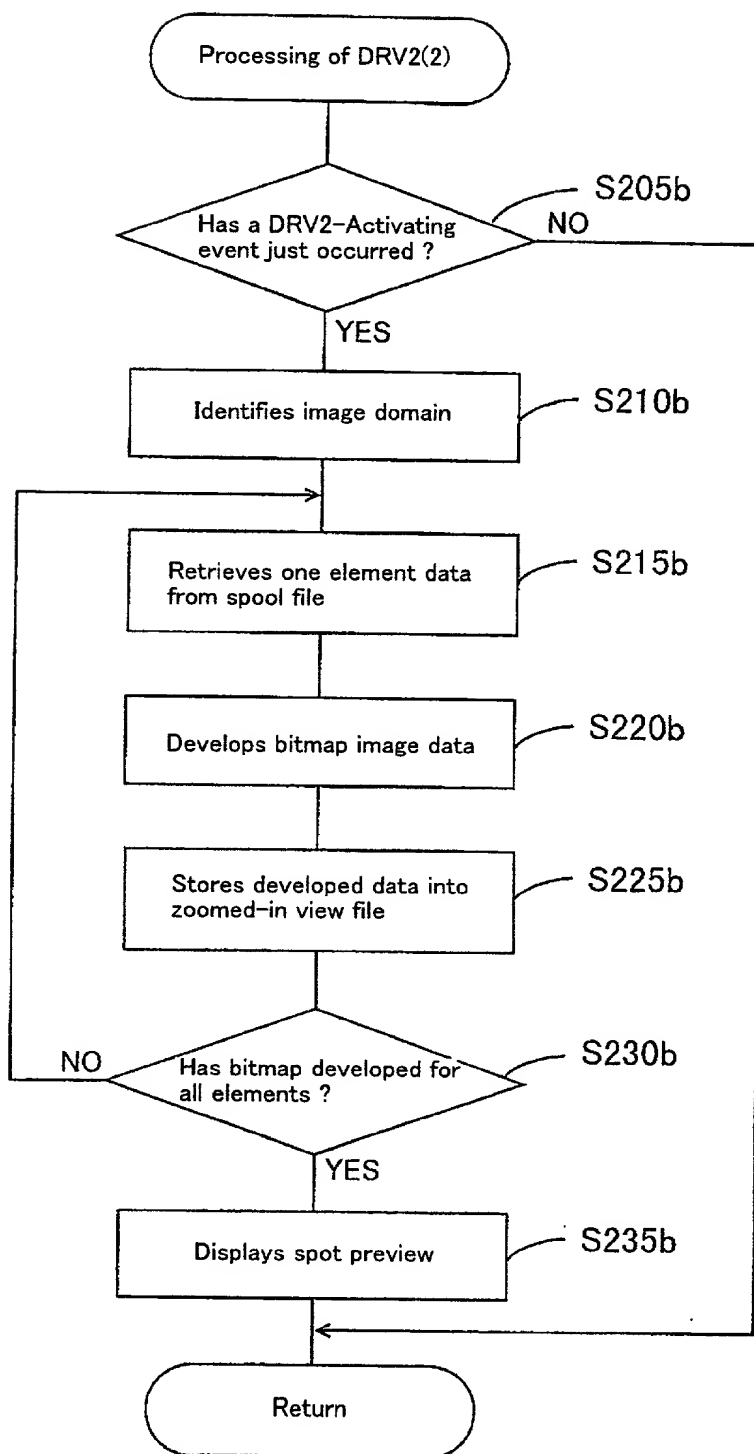 Processing of DRV2(2)
S205b
Has a DRV2-Activating
event just occurred ?
NO
YES
Identifies image domain
S210b
Retrieves one element data
from spool file
S215b
Develops bitmap image data
S220b
Stores developed data into
zoomed-in view file
S225b
NO
Has bitmap developed for
all elements ?
S230b
YES
Displays spot preview
S235b
Return